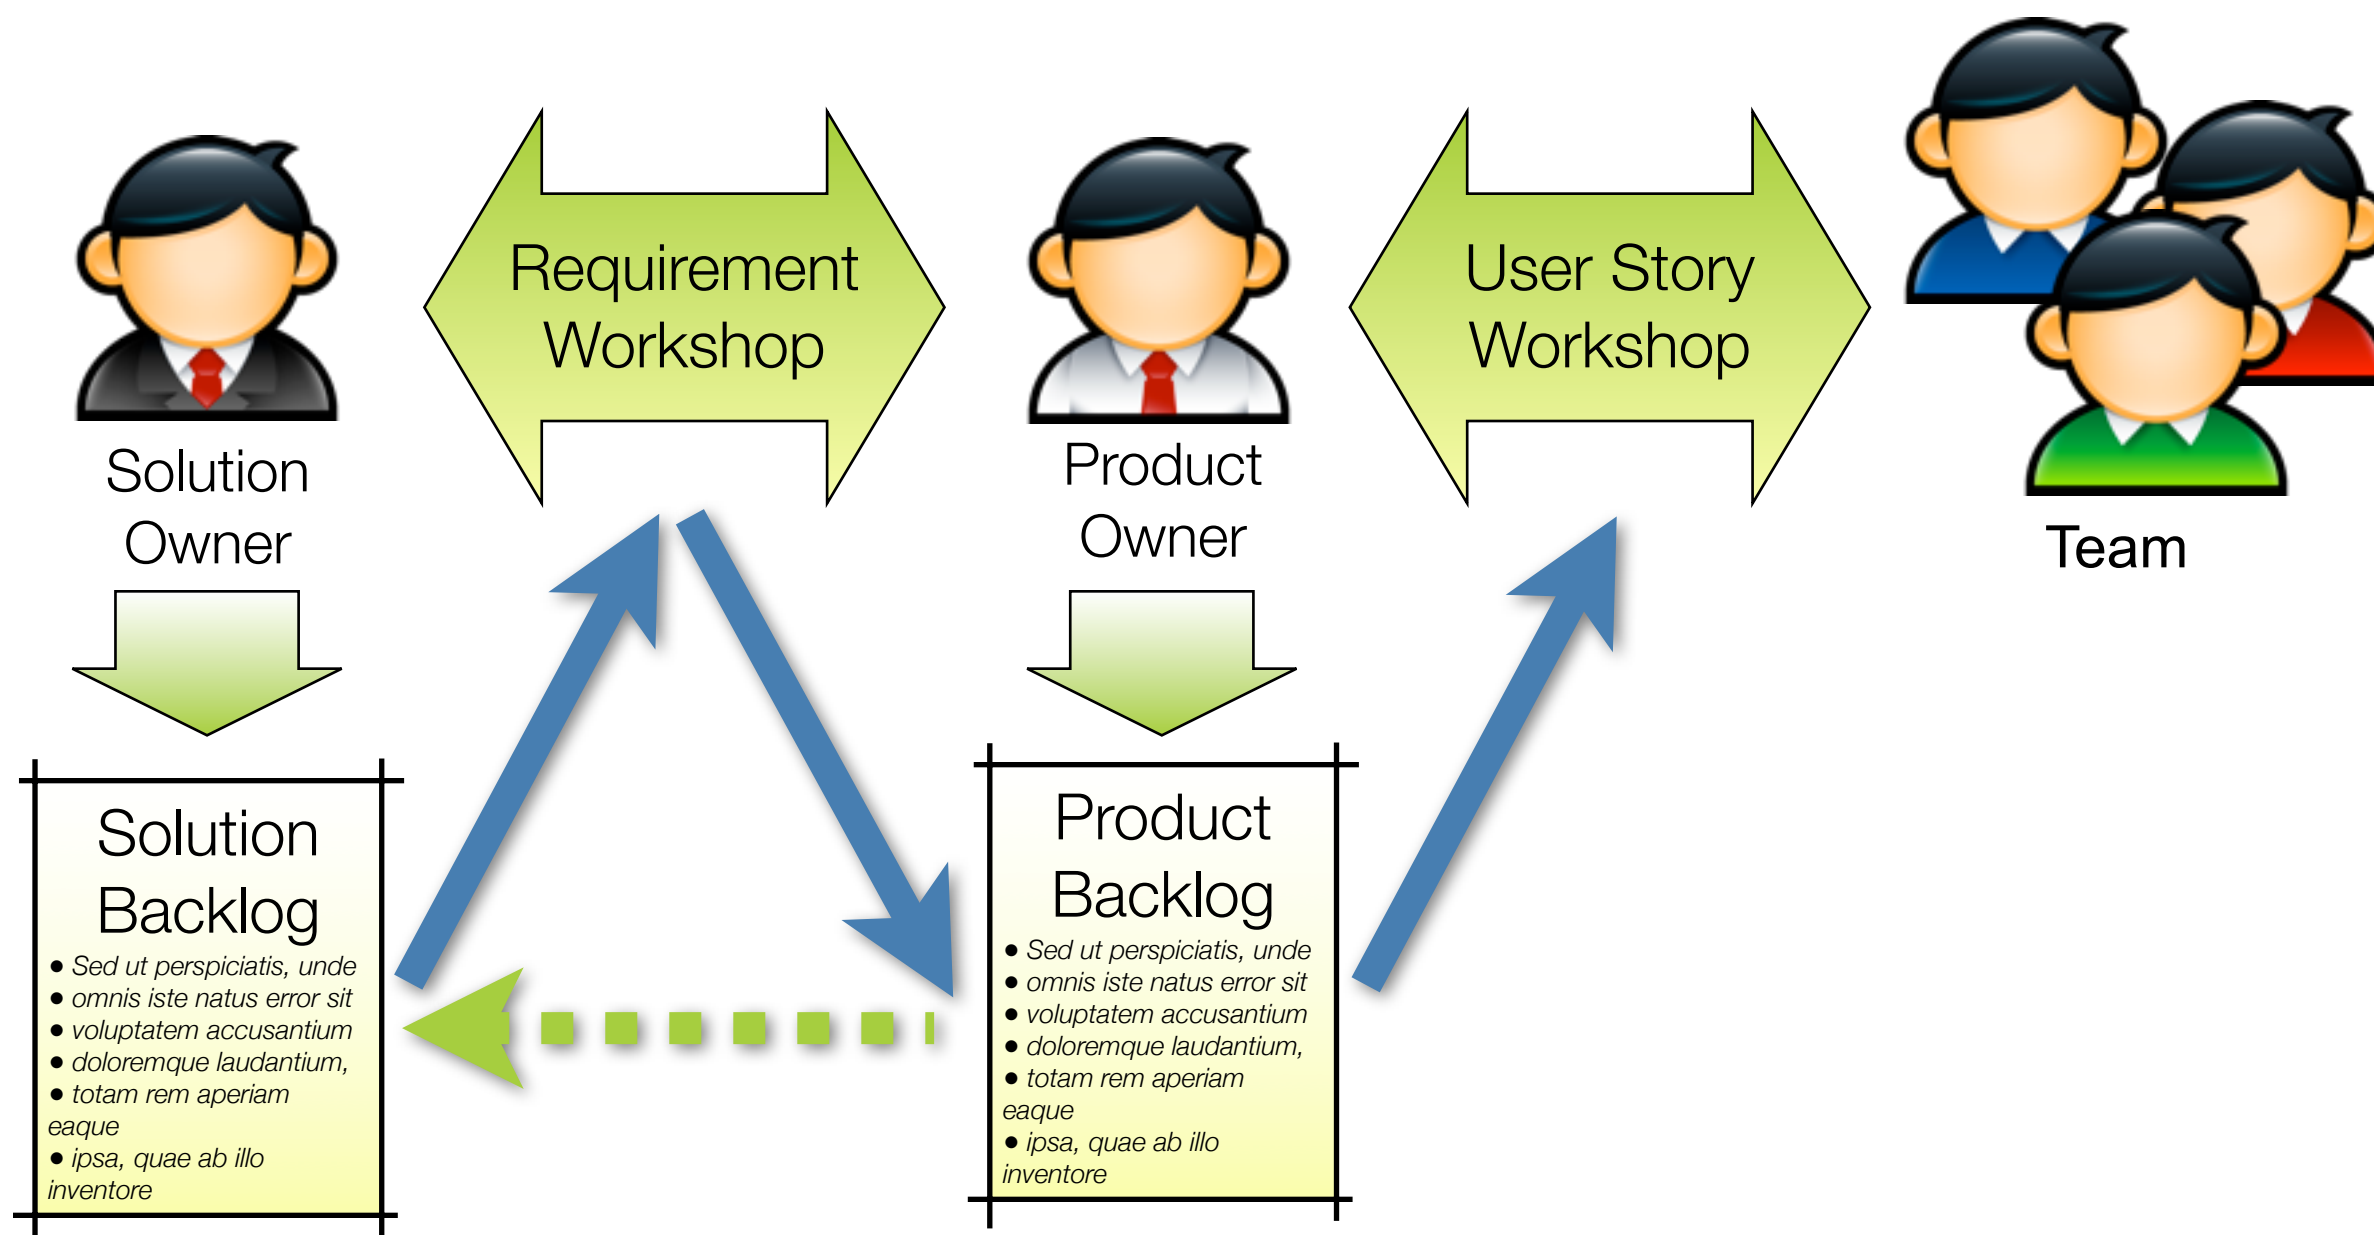 Requirement
Workshop
User Story
Workshop
Solution
Owner
Product
Owner
Team
Solution
Backlog
● Sed ut perspiciatis, unde
● omnis iste natus error sit
● voluptatem accusantium
● doloremque laudantium,
● totam rem aperiam
eaque
● ipsa, quae ab illo
inventore
Product
Backlog
● Sed ut perspiciatis, unde
● omnis iste natus error sit
● voluptatem accusantium
● doloremque laudantium,
● totam rem aperiam
eaque
● ipsa, quae ab illo
inventore